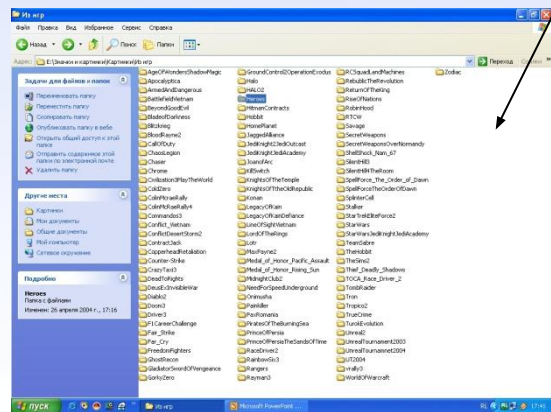 Из игр
Файл Правка Вид Избранное Сервис Справка
Назад Поиск Папки
Адрес: E:\Значки и картинки\Картинки\Из игр Переход Ссылки
Задачи для файлов и папок
Переименовать папку
Переместить папку
Скопировать папку
Опубликовать папку в вебе
Открыть общий доступ к этой папке
Отправить содержимое этой папки по электронной почте
Удалить папку
Другие места
Картинки
Мои документы
Общие документы
Мой компьютер
Сетевое окружение
Подробно
Heroes
Папка с файлами
Изменен: 26 апреля 2004 г., 17:16
AgeOfWondersShadowMagic
Apocalyptica
ArmedAndDangerous
BattlefieldVietnam
BeyondGoodEvil
BladeofDarkness
Blitzkrieg
BloodRayne2
CallOfDuty
ChaosLegion
Chaser
Chrome
Civilization3PlayTheWorld
ColdZero
ColinMcRaeRally
ColinMcRaeRally4
Commandos3
Conflict_Vietnam
ConflictDesertStorm2
ContractJack
CopperheadRetaliation
Counter-Strike
CrazyTaxi3
DeadToRights
DeusExInvisibleWar
Diablo2
Doom3
Driver3
F1CareerChallenge
Fair_Strike
Far_Cry
FreedomFighters
GhostRecon
GladiatorSwordOfVengeance
GorkyZero
GroundControl2OperationExodus
Halo
HALO2
Heroes
HitmanContracts
Hobbit
HomePlanet
JaggedAlliance
JediKnight2JediOutcast
JediKnightJediAcademy
JoanofArc
KillSwitch
KnightsOfTheTemple
KnightsOfTheOldRepublic
Konan
LegacyOfKain
LegacyOfKainDefiance
LineOfSightVietnam
LordOfTheRings
Lotr
MaxPayne2
Medal_of_Honor_Pacific_Assault
Medal_of_Honor_Rising_Sun
MidnightClub2
NeedForSpeedUnderground
Onimusha
Painkiller
PaxRomania
PiratesOfTheBurningSea
PrinceOfPersia
PrinceOfPersiaTheSandsOfTime
RaceDriver2
RainbowSix3
Rangers
Rayman3
RCSquadLandMachines
RebublicTheRevolution
ReturnOfTheKing
RiseOfNations
RobinHood
RTCW
Savage
SecretWeapons
SecretWeaponsOverNormandy
ShellShock_Nam_67
SilentHill3
SilentHill4TheRoom
SpellForce_The_Order_of_Dawn
SpellForceTheOrderOfDawn
SplinterCell
Stalker
StarTrekEliteForce2
StarWars
StarWarsJediKnightJediAcademy
TeamSabre
TheHobbit
TheSims2
Thief_Deadly_Shadows
TOCA_Race_Driver_2
TombRaider
Tron
Tropico2
TrueCrime
TurokEvolution
Unreal2
UnrealTournament2003
UnrealTournamnet2004
UT2004
vrally3
WorldOfWarcraft
Zodiac
пуск Из игр Microsoft PowerPoint ... RL 17:41